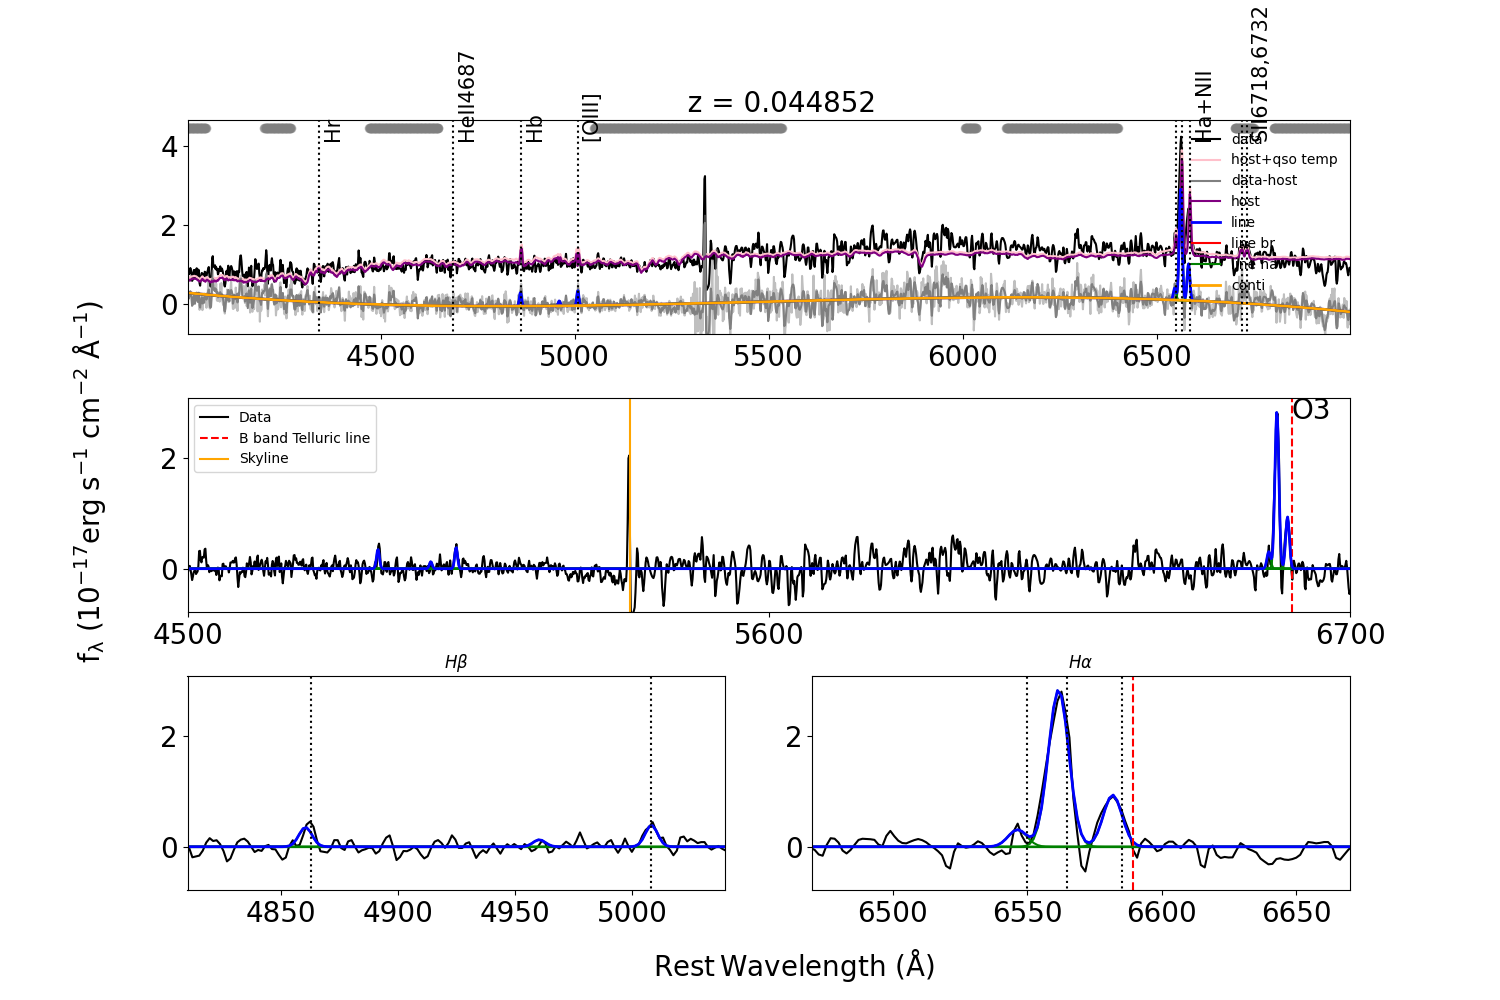 z = 0.044852
Hr
HeII4687
Hb
[OIII]
Ha+NII
SII6718,6732
data
host+qso temp
data-host
host
line
line br
conti
4
2
0
4500 5000 5500 6000 6500
fλ (10⁻¹⁷erg s⁻¹ cm⁻² Å⁻¹)
Data
B band Telluric line
Skyline
O3
2
0
4500 5600 6700
Hβ
2
0
4850 4900 4950 5000
Hα
2
0
6500 6550 6600 6650
Rest Wavelength (Å)